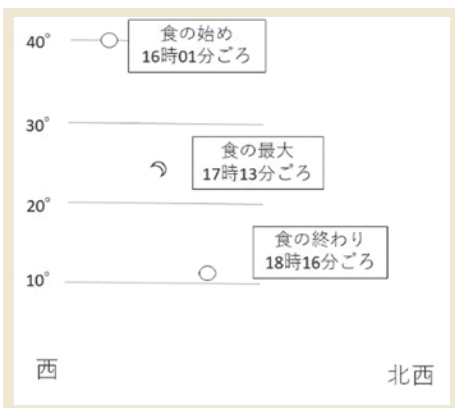 40°
食の始め
16時01分ごろ
30°
食の最大
17時13分ごろ
20°
食の終わり
18時16分ごろ
10°
西
北西